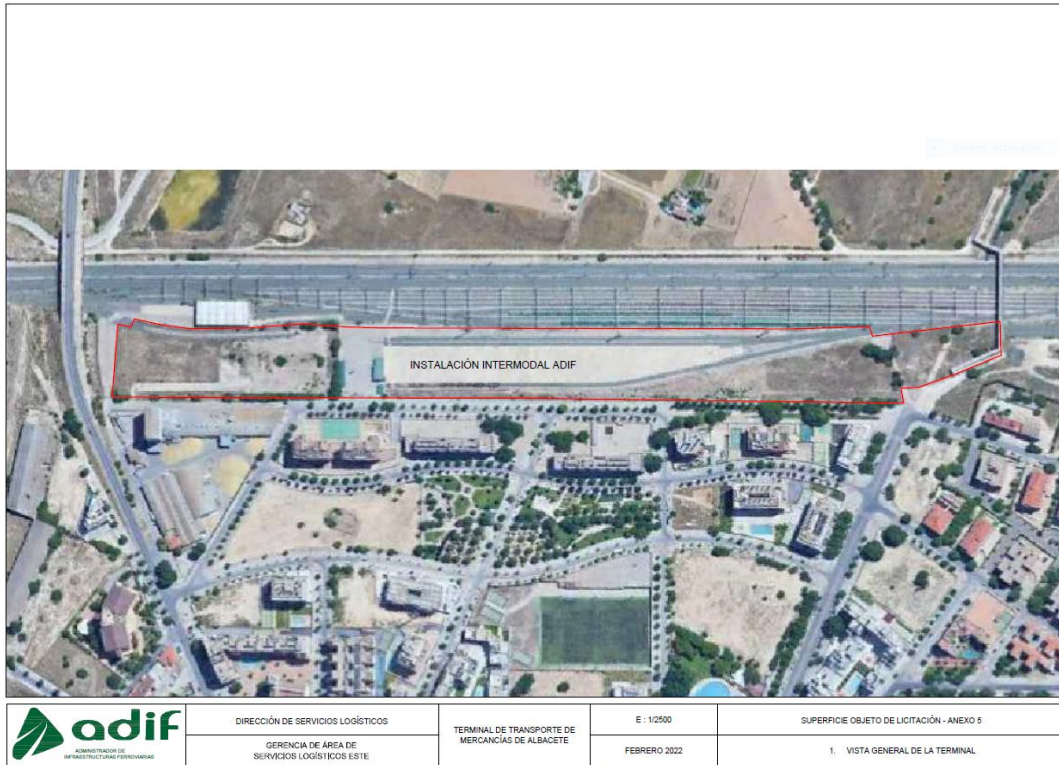 INSTALACIÓN INTERMODAL ADIF
adif
ADMINISTRADOR DE
INFRAESTRUCTURAS FERROVIARIAS
DIRECCIÓN DE SERVICIOS LOGÍSTICOS
GERENCIA DE ÁREA DE
SERVICIOS LOGÍSTICOS ESTE
TERMINAL DE TRANSPORTE DE
MERCANCÍAS DE ALBACETE
E : 1/2500
FEBRERO 2022
SUPERFICIE OBJETO DE LICITACIÓN - ANEXO 5
1. VISTA GENERAL DE LA TERMINAL